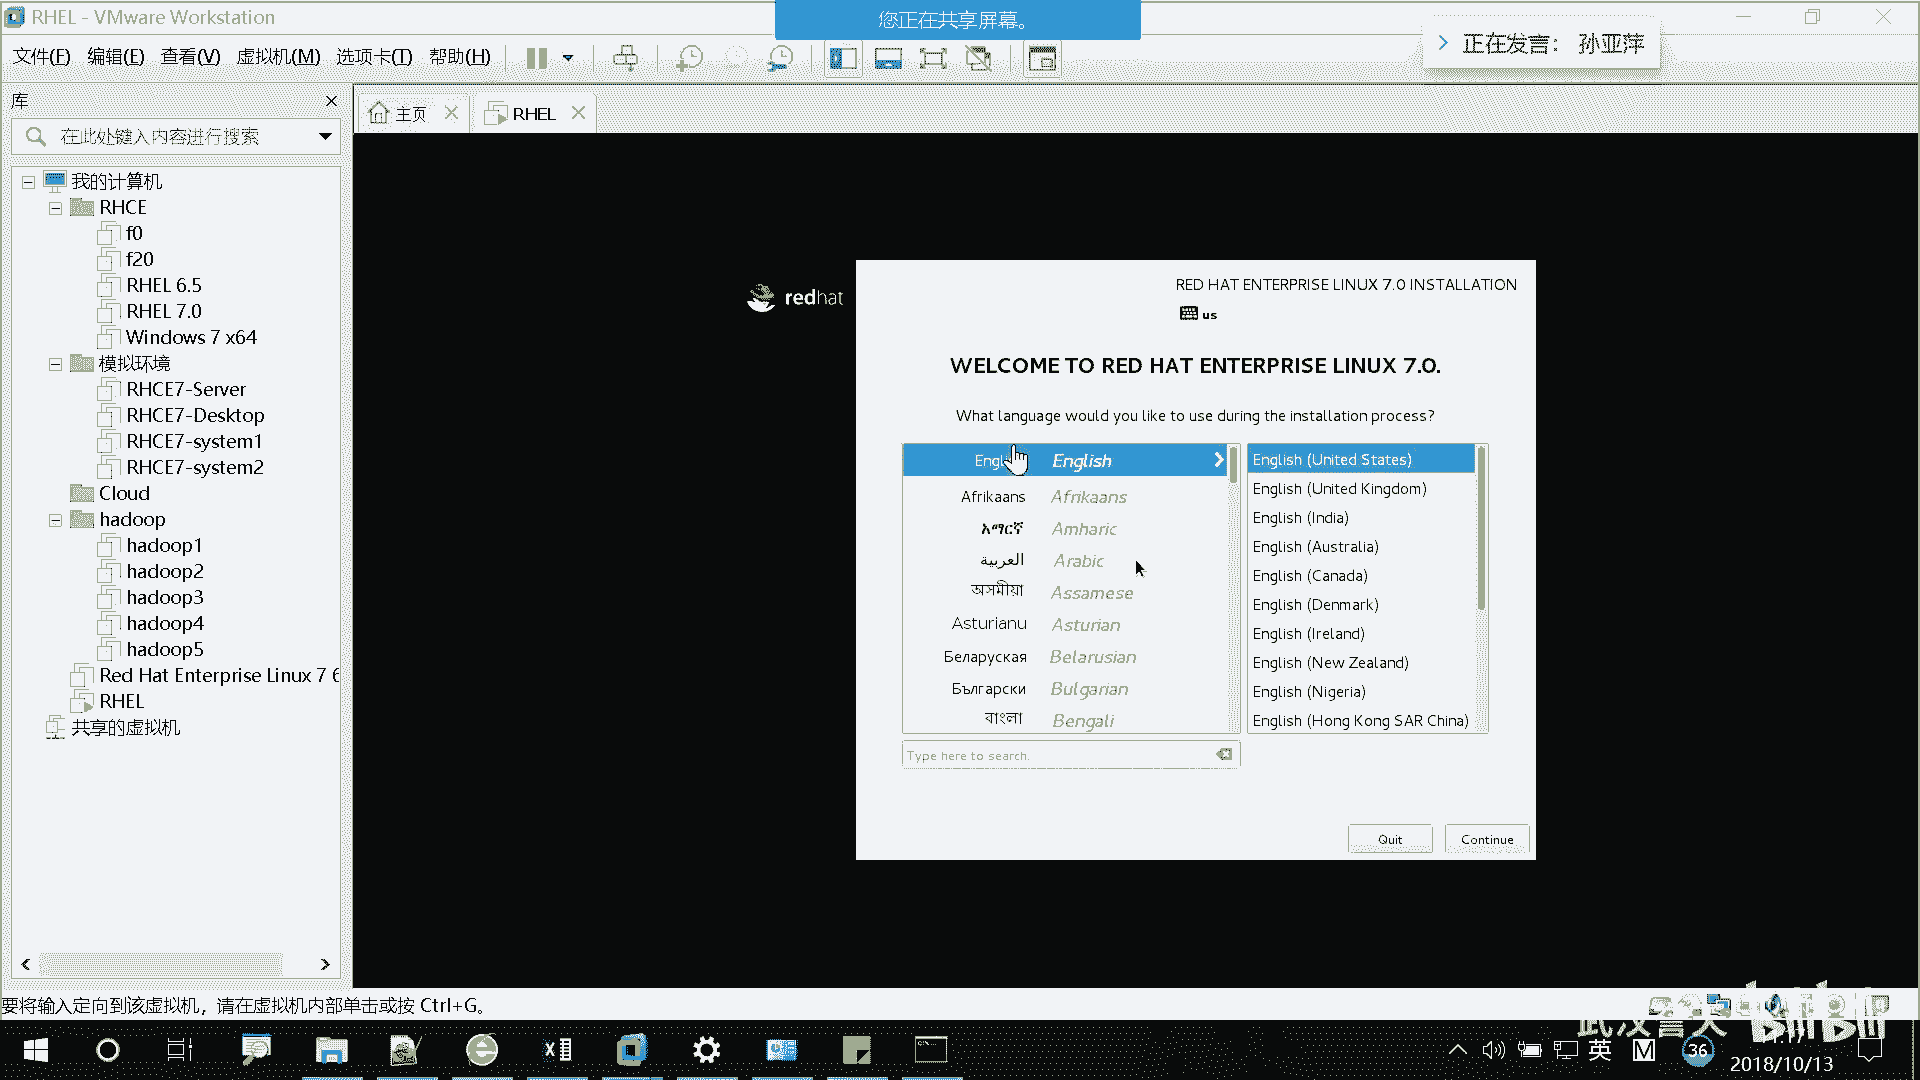 RHEL - VMware Workstation
您正在共享屏幕。
文件(F) 编辑(E) 查看(V) 虚拟机(M) 选项卡(T) 帮助(H)
正在发言: 孙亚萍
库
主页
RHEL
在此处键入内容进行搜索
我的计算机
RHCE
f0
f20
RHEL 6.5
RHEL 7.0
Windows 7 x64
模拟环境
RHCE7-Server
RHCE7-Desktop
RHCE7-system1
RHCE7-system2
Cloud
hadoop
hadoop1
hadoop2
hadoop3
hadoop4
hadoop5
Red Hat Enterprise Linux 7 6
RHEL
共享的虚拟机
redhat
RED HAT ENTERPRISE LINUX 7.0 INSTALLATION
us
WELCOME TO RED HAT ENTERPRISE LINUX 7.0.
What language would you like to use during the installation process?
English
Afrikaans Afrikaans
አማርኛ Amharic
العربية Arabic
অসমীয়া Assamese
Asturianu Asturian
Беларуская Belarusian
Български Bulgarian
বাংলা Bengali
English (United States)
English (United Kingdom)
English (India)
English (Australia)
English (Canada)
English (Denmark)
English (Ireland)
English (New Zealand)
English (Nigeria)
English (Hong Kong SAR China)
Type here to search.
Quit
Continue
要将输入定向到该虚拟机，请在虚拟机内部单击或按 Ctrl+G。
英
M
36
2018/10/13